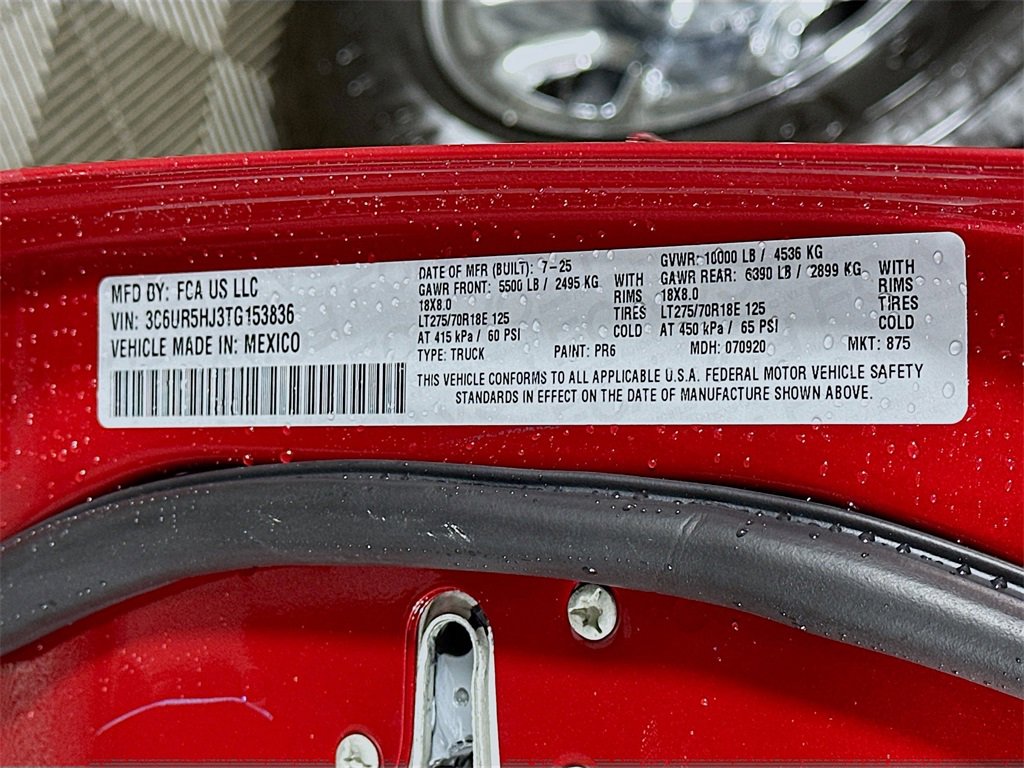 MFD BY: FCA US LLC
VIN: 3C6UR5HJ3TG153836
VEHICLE MADE IN: MEXICO
DATE OF MFR (BUILT): 7-25
GAWR FRONT: 5500 LB / 2495 KG
18X8.0
LT275/70R18E 125
AT 415 kPa / 60 PSI
WITH
RIMS
TIRES
COLD
GVWR: 10000 LB / 4536 KG
GAWR REAR: 6390 LB / 2899 KG
18X8.0
LT275/70R18E 125
AT 450 kPa / 65 PSI
WITH
RIMS
TIRES
COLD
TYPE: TRUCK PAINT: PR6 MDH: 070920 MKT: 875
THIS VEHICLE CONFORMS TO ALL APPLICABLE U.S.A. FEDERAL MOTOR VEHICLE SAFETY
STANDARDS IN EFFECT ON THE DATE OF MANUFACTURE SHOWN ABOVE.